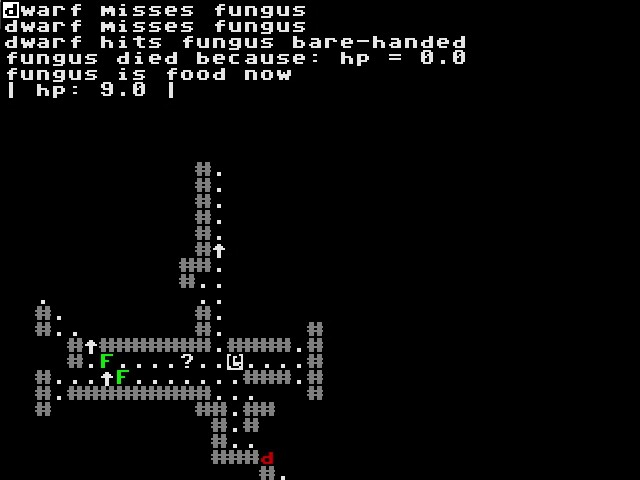 dwarf misses fungus
dwarf misses fungus
dwarf hits fungus bare-handed
fungus died because: hp = 0.0
fungus is food now
| hp: 9.0 |